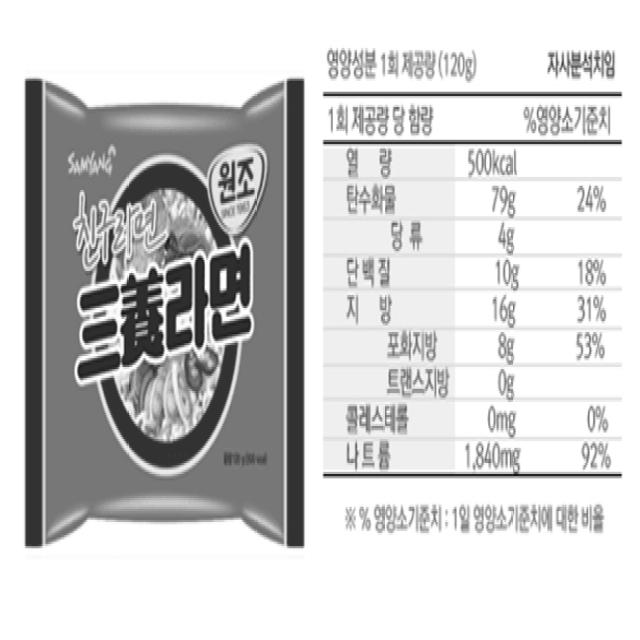 SAMYANG
원조
SINCE 1963
친구라면
三養라면
영양성분 1회 제공량 (120g) 자사분석치임
1회 제공량 당 함량 %영양소기준치
열 량 500kcal
탄수화물 79g 24%
당 류 4g
단 백 질 10g 18%
지 방 16g 31%
포화지방 8g 53%
트랜스지방 0g
콜레스테롤 0mg 0%
나 트 륨 1,840mg 92%
※ % 영양소기준치 : 1일 영양소기준치에 대한 비율